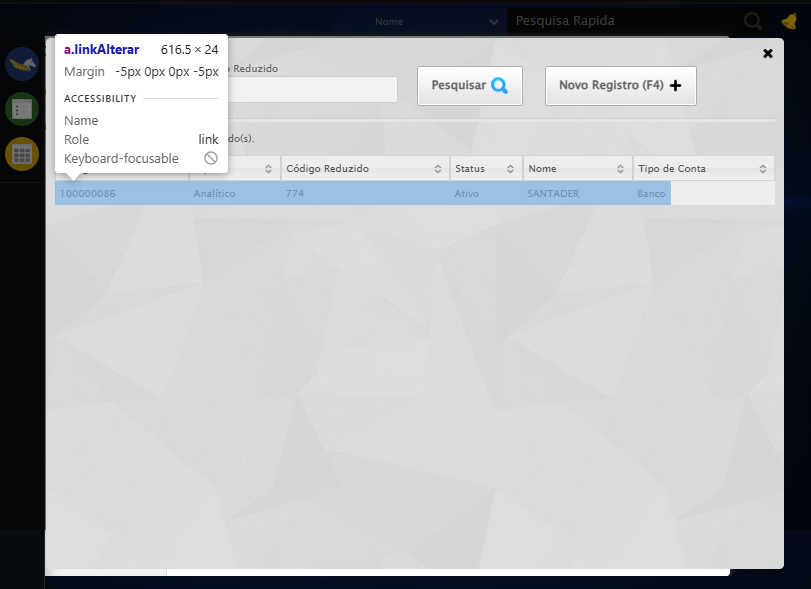 Nome
Pesquisa Rapida
a.linkAlterar 616.5 × 24
Margin -5px 0px 0px -5px
ACCESSIBILITY
Name
Role link
Keyboard-focusable
Reduzido
Pesquisar
Novo Registro (F4)
do(s).
Código Reduzido
Status
Nome
Tipo de Conta
100000086
Analítico
774
Ativo
SANTADER
Banco